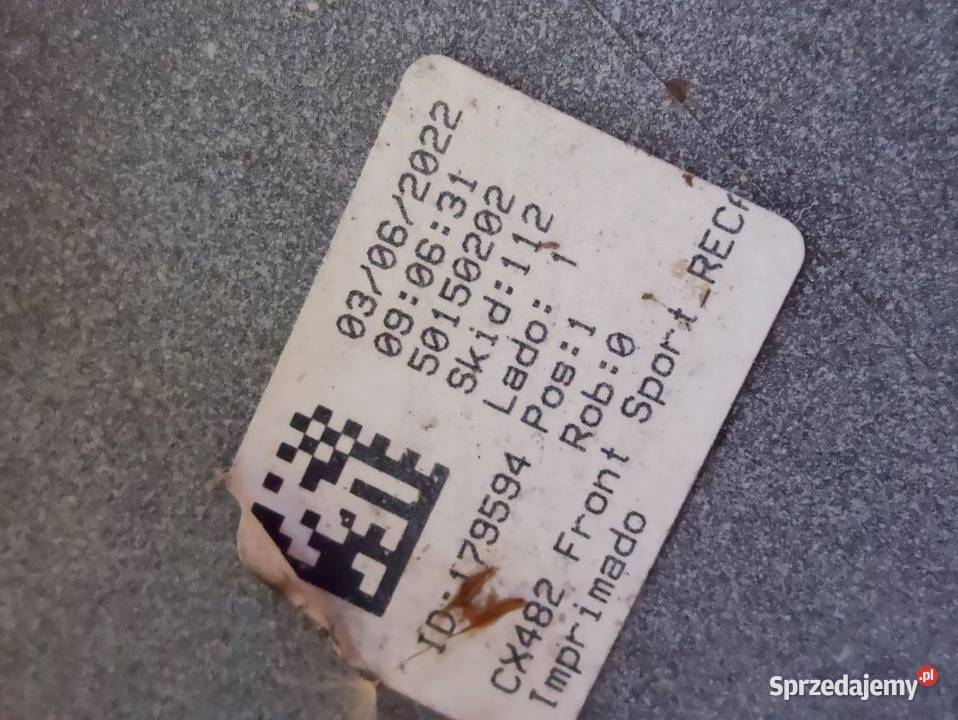 03/06/2022
09:06:31
50150202
Skid:112
Lado: 1
ID:179594 Pos:1
Rob:0
CX482 Front Sport_RECA
Imprimado
Sprzedajemy.pl